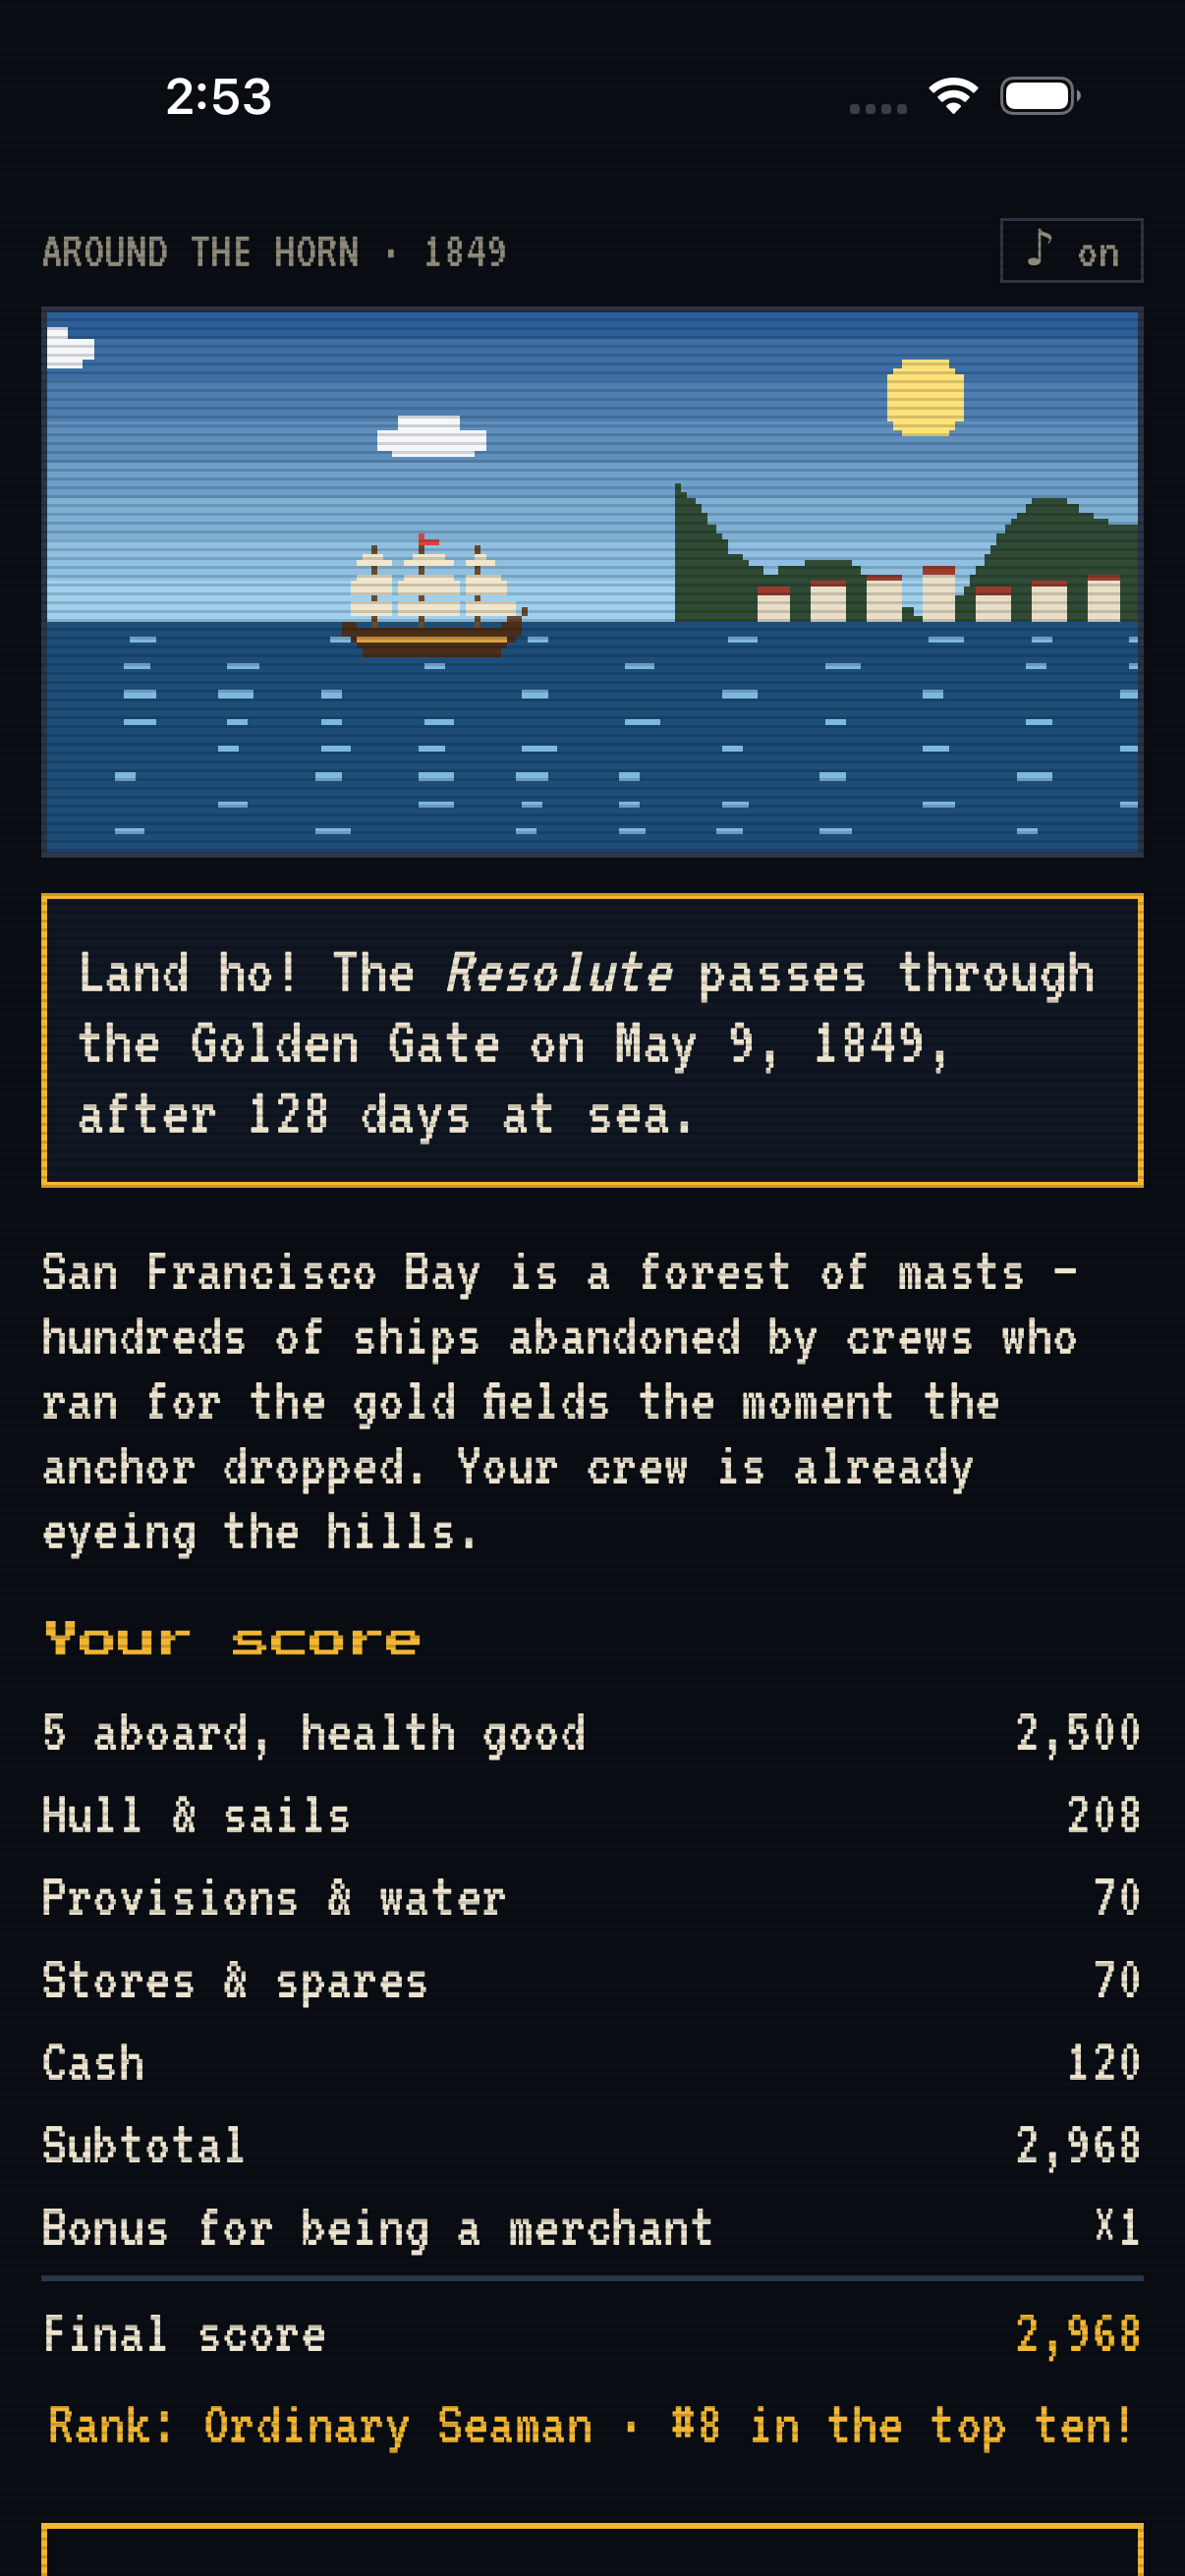 2:53
AROUND THE HORN · 1849
♪ on
Land ho! The Resolute passes through
the Golden Gate on May 9, 1849,
after 128 days at sea.
San Francisco Bay is a forest of masts —
hundreds of ships abandoned by crews who
ran for the gold fields the moment the
anchor dropped. Your crew is already
eyeing the hills.
Your score
5 aboard, health good 2,500
Hull & sails 208
Provisions & water 70
Stores & spares 70
Cash 120
Subtotal 2,968
Bonus for being a merchant ×1
Final score 2,968
Rank: Ordinary Seaman · #8 in the top ten!